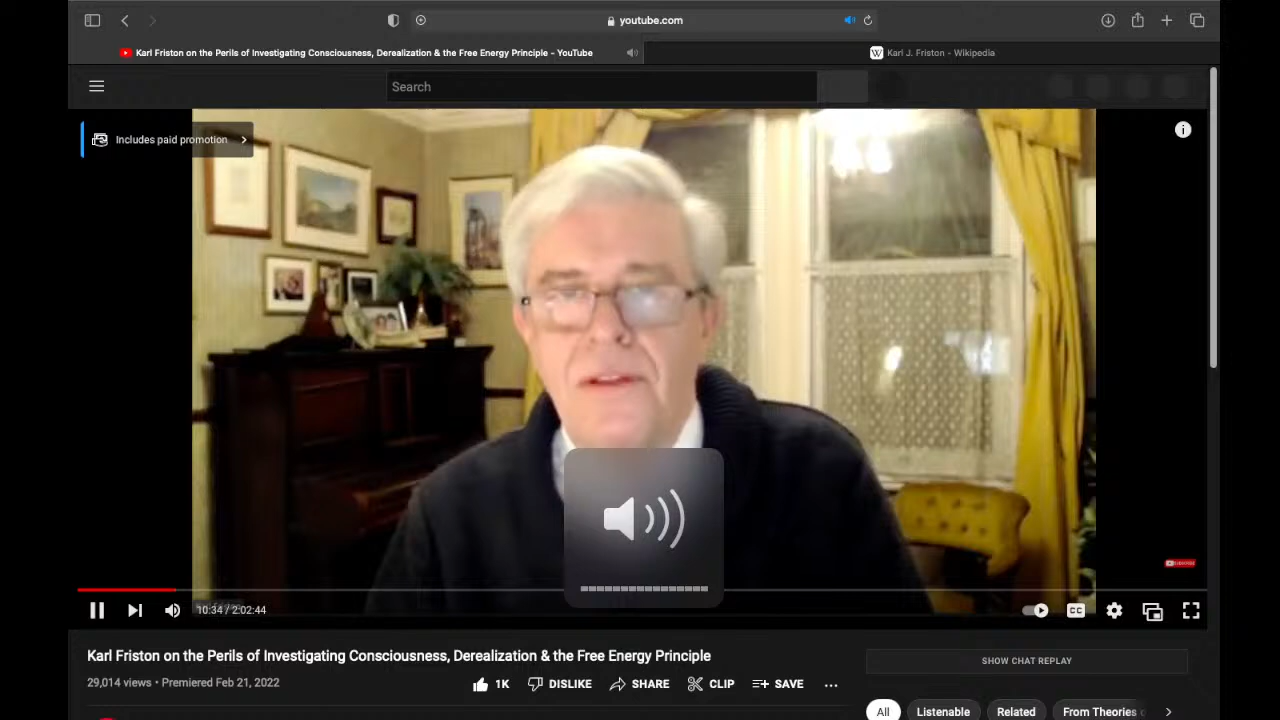 youtube.com
Karl Friston on the Perils of Investigating Consciousness, Derealization & the Free Energy Principle - YouTube
W Karl J. Friston - Wikipedia
Search
Includes paid promotion
10:34 / 2:02:44
CC
Karl Friston on the Perils of Investigating Consciousness, Derealization & the Free Energy Principle
SHOW CHAT REPLAY
29,014 views • Premiered Feb 21, 2022
1K DISLIKE SHARE CLIP SAVE
All Listenable Related From Theories